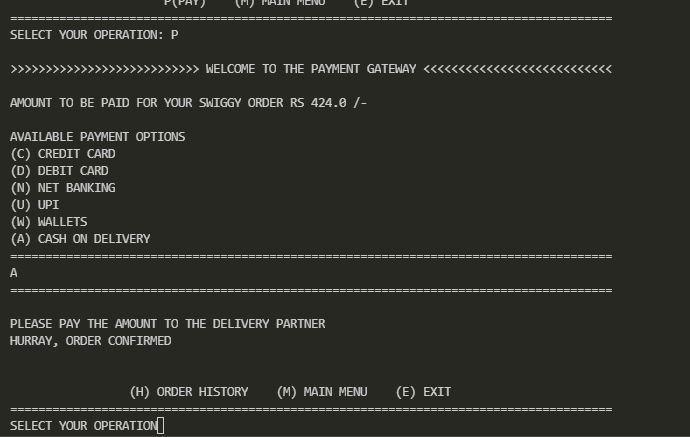 P(PAY) (M) MAIN MENU (E) EXIT
======================================================================================
SELECT YOUR OPERATION: P
>>>>>>>>>>>>>>>>>>>>>>>>>>> WELCOME TO THE PAYMENT GATEWAY <<<<<<<<<<<<<<<<<<<<<<<<<<<
AMOUNT TO BE PAID FOR YOUR SWIGGY ORDER RS 424.0 /-
AVAILABLE PAYMENT OPTIONS
(C) CREDIT CARD
(D) DEBIT CARD
(N) NET BANKING
(U) UPI
(W) WALLETS
(A) CASH ON DELIVERY
======================================================================================
A
======================================================================================
PLEASE PAY THE AMOUNT TO THE DELIVERY PARTNER
HURRAY, ORDER CONFIRMED
(H) ORDER HISTORY (M) MAIN MENU (E) EXIT
======================================================================================
SELECT YOUR OPERATION